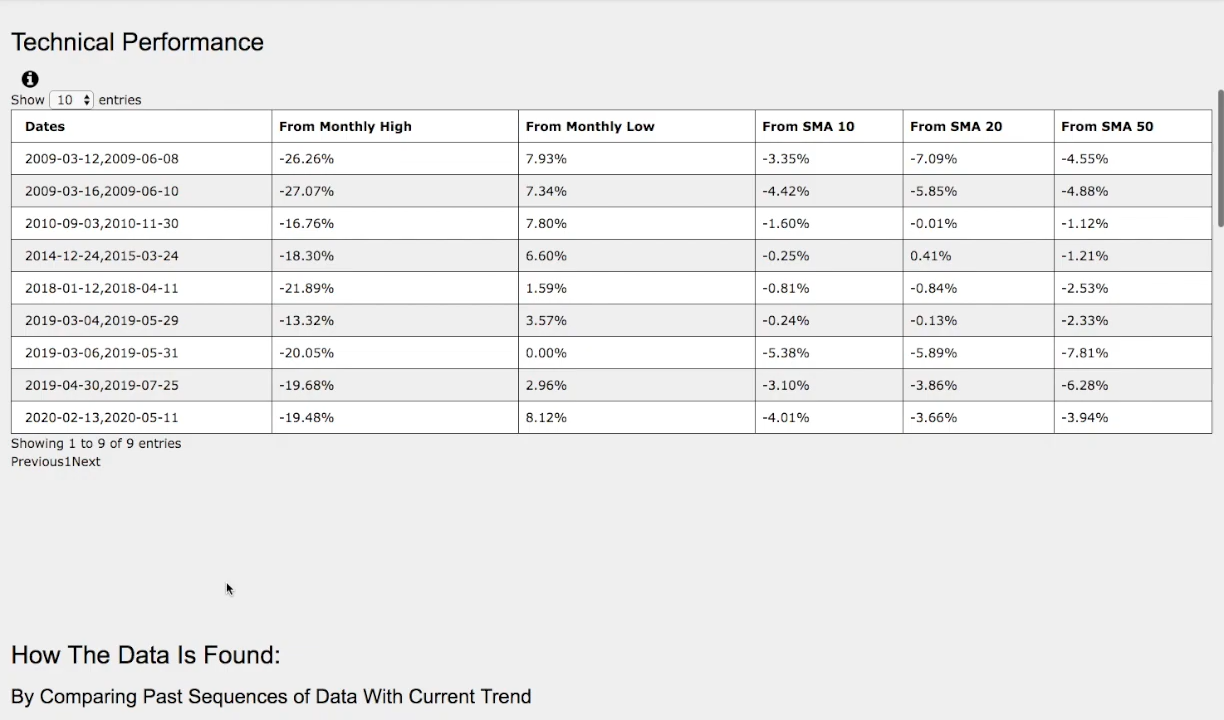 Technical Performance
Show 10 entries
Dates From Monthly High From Monthly Low From SMA 10 From SMA 20 From SMA 50
2009-03-12,2009-06-08 -26.26% 7.93% -3.35% -7.09% -4.55%
2009-03-16,2009-06-10 -27.07% 7.34% -4.42% -5.85% -4.88%
2010-09-03,2010-11-30 -16.76% 7.80% -1.60% -0.01% -1.12%
2014-12-24,2015-03-24 -18.30% 6.60% -0.25% 0.41% -1.21%
2018-01-12,2018-04-11 -21.89% 1.59% -0.81% -0.84% -2.53%
2019-03-04,2019-05-29 -13.32% 3.57% -0.24% -0.13% -2.33%
2019-03-06,2019-05-31 -20.05% 0.00% -5.38% -5.89% -7.81%
2019-04-30,2019-07-25 -19.68% 2.96% -3.10% -3.86% -6.28%
2020-02-13,2020-05-11 -19.48% 8.12% -4.01% -3.66% -3.94%
Showing 1 to 9 of 9 entries
Previous1Next
How The Data Is Found:
By Comparing Past Sequences of Data With Current Trend